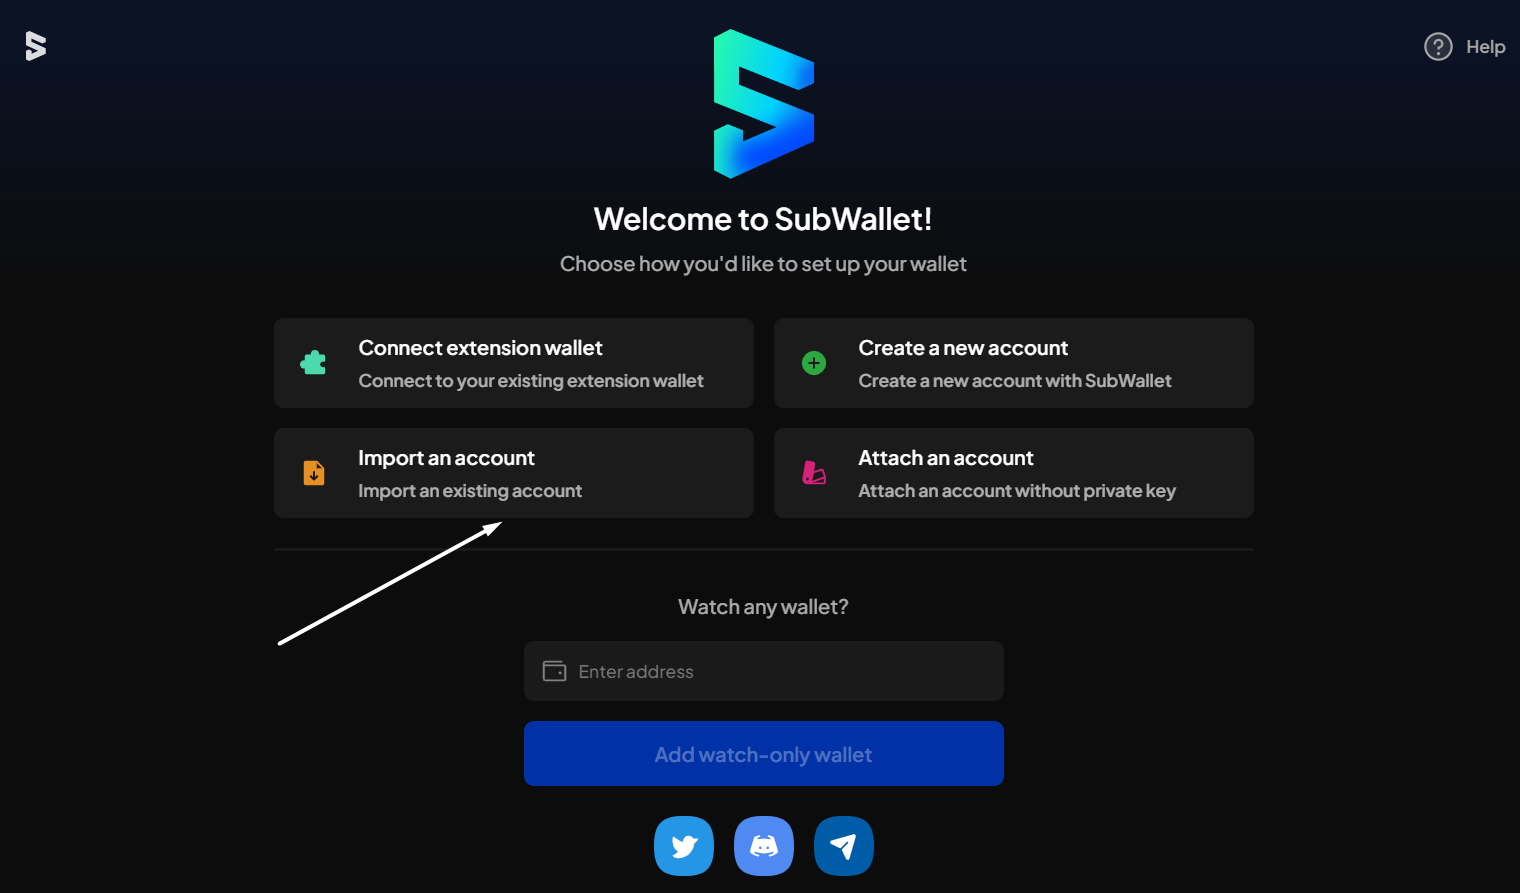 Help
Welcome to SubWallet!
Choose how you'd like to set up your wallet
Connect extension wallet
Connect to your existing extension wallet
Create a new account
Create a new account with SubWallet
Import an account
Import an existing account
Attach an account
Attach an account without private key
Watch any wallet?
Enter address
Add watch-only wallet